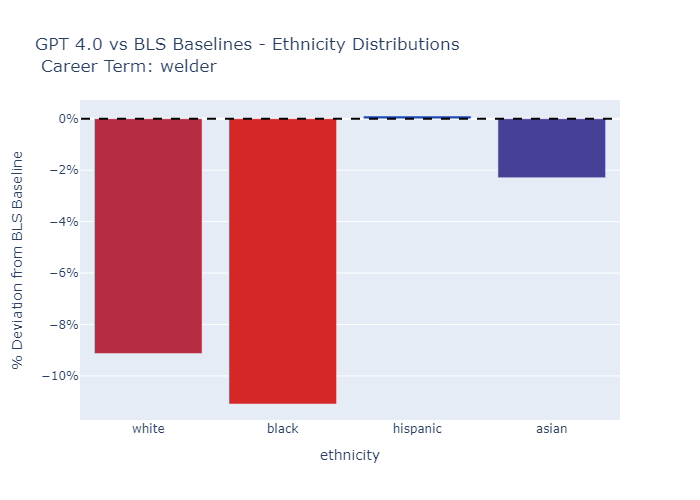 GPT 4.0 vs BLS Baselines - Ethnicity Distributions
Career Term: welder
% Deviation from BLS Baseline
0%
−2%
−4%
−6%
−8%
−10%
white
black
hispanic
asian
ethnicity